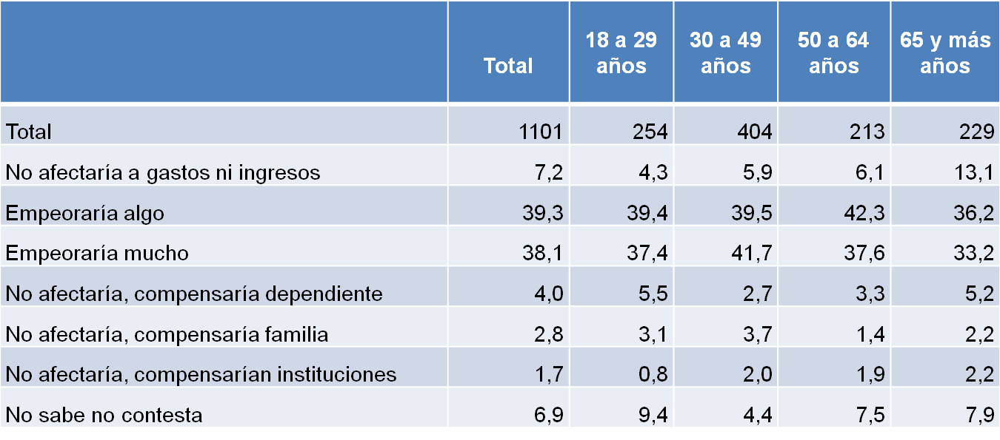 Total 18 a 29 años 30 a 49 años 50 a 64 años 65 y más años
Total 1101 254 404 213 229
No afectaría a gastos ni ingresos 7,2 4,3 5,9 6,1 13,1
Empeoraría algo 39,3 39,4 39,5 42,3 36,2
Empeoraría mucho 38,1 37,4 41,7 37,6 33,2
No afectaría, compensaría dependiente 4,0 5,5 2,7 3,3 5,2
No afectaría, compensaría familia 2,8 3,1 3,7 1,4 2,2
No afectaría, compensarían instituciones 1,7 0,8 2,0 1,9 2,2
No sabe no contesta 6,9 9,4 4,4 7,5 7,9